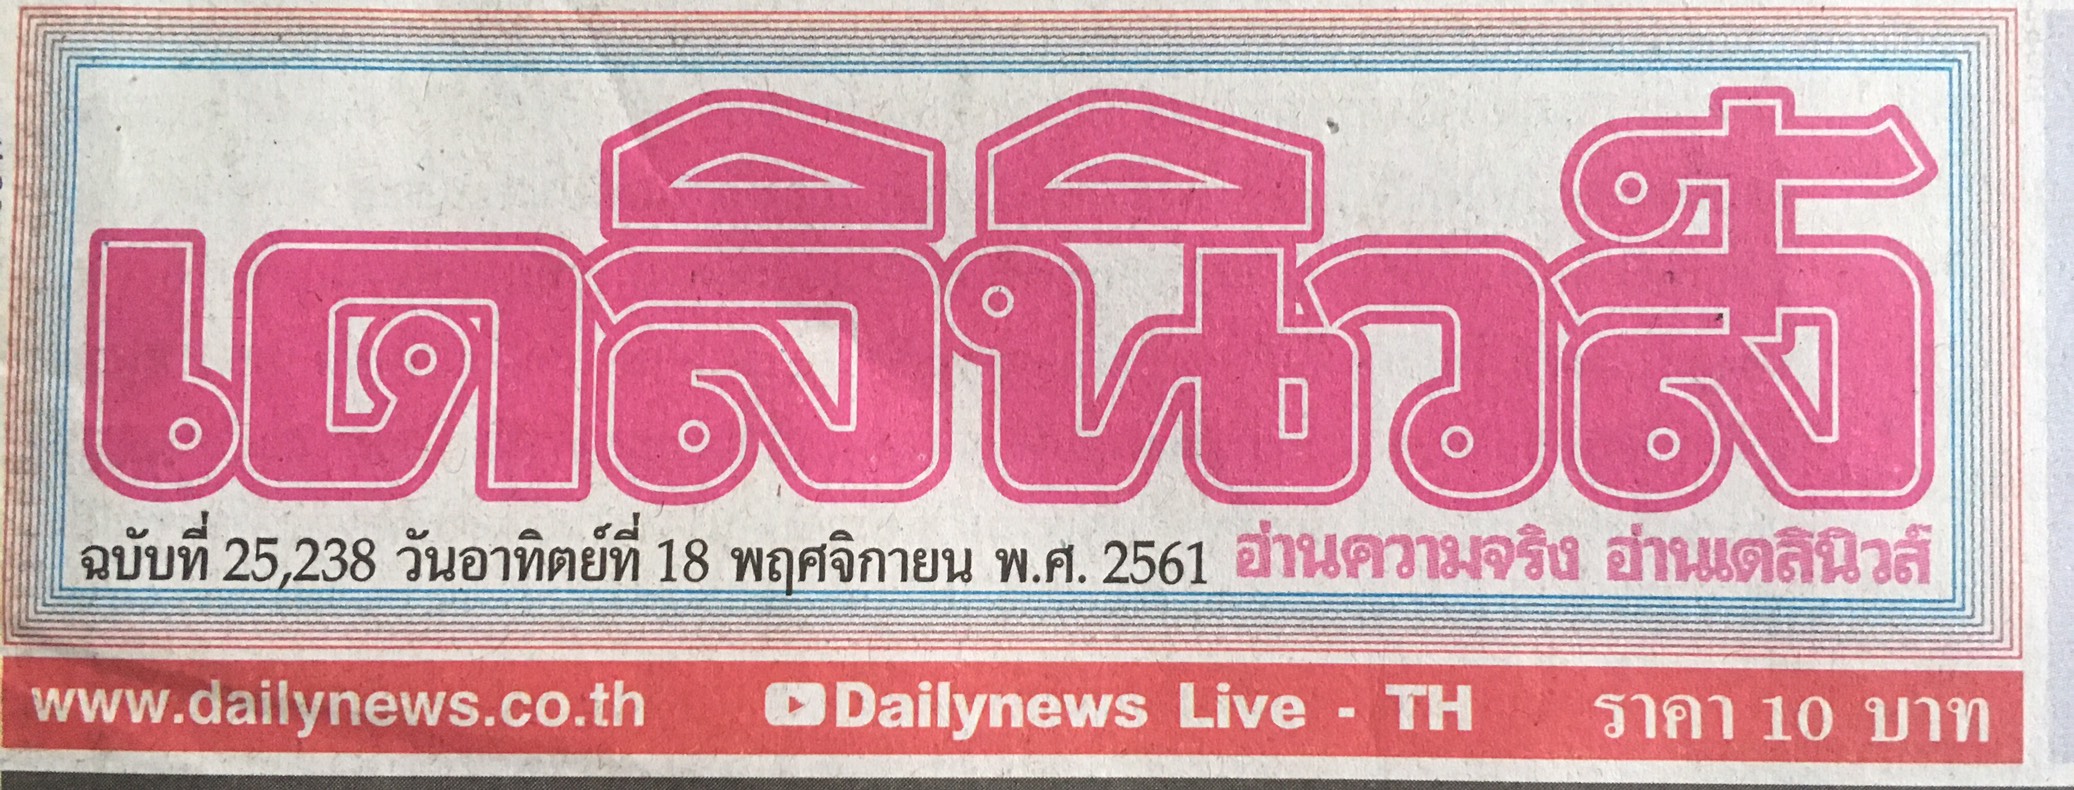 เดลินิวส์
ฉบับที่ 25,238 วันอาทิตย์ที่ 18 พฤศจิกายน พ.ศ. 2561 อ่านความจริง อ่านเดลินิวส์
www.dailynews.co.th Dailynews Live - TH ราคา 10 บาท